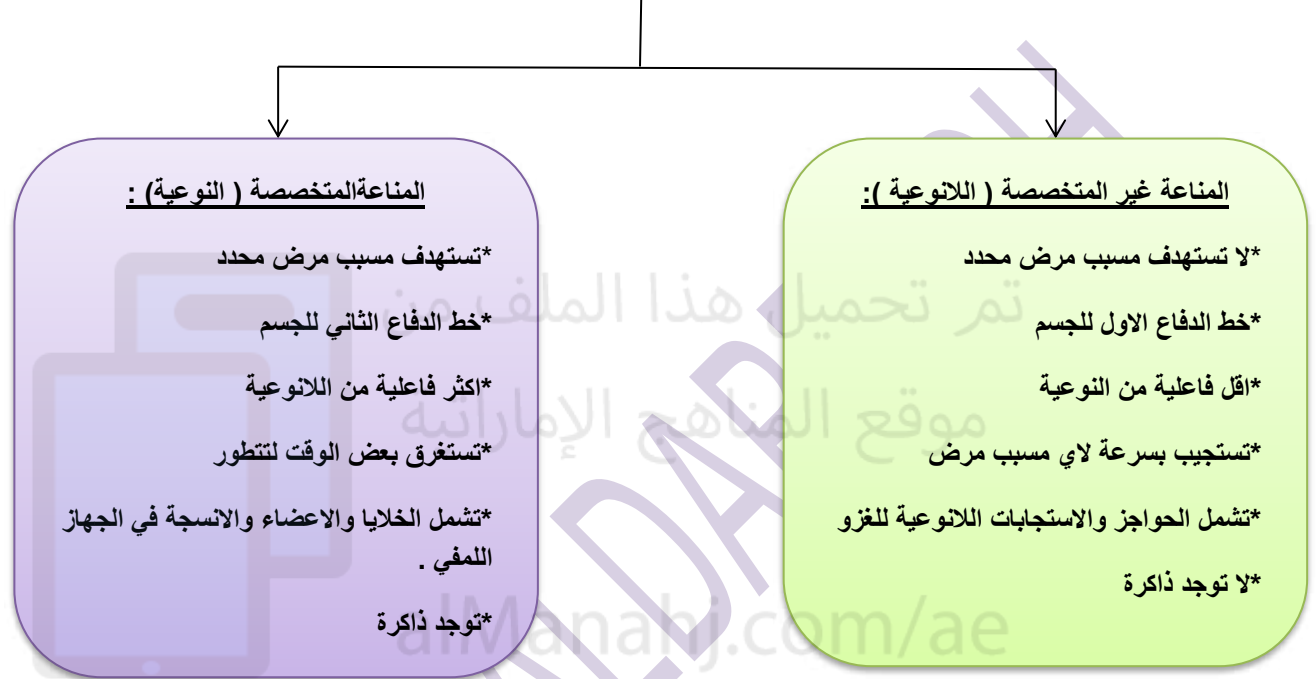 المناعة غير المتخصصة ( اللانوعية ):
*لا تستهدف مسبب مرض محدد
*خط الدفاع الاول للجسم
*اقل فاعلية من النوعية
*تستجيب بسرعة لاي مسبب مرض
*تشمل الحواجز والاستجابات اللانوعية للغزو
*لا توجد ذاكرة
المناعةالمتخصصة ( النوعية) :
*تستهدف مسبب مرض محدد
*خط الدفاع الثاني للجسم
*اكثر فاعلية من اللانوعية
*تستغرق بعض الوقت لتتطور
*تشمل الخلايا والاعضاء والانسجة في الجهاز
اللمفي .
*توجد ذاكرة
تم تحميل هذا الملف من
موقع المناهج الإماراتية
alManahj.com/ae